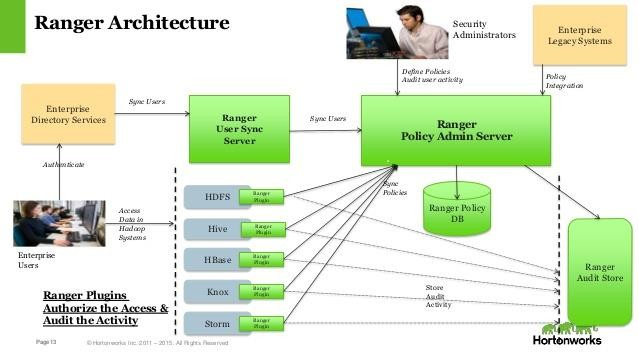 Ranger Architecture
Security
Administrators
Enterprise
Legacy Systems
Define Policies
Audit user activity
Policy
Integration
Enterprise
Directory Services
Sync Users
Ranger
User Sync
Server
Sync Users
Ranger
Policy Admin Server
Authenticate
Sync
Policies
HDFS
Ranger
Plugin
Ranger Policy
DB
Access
Data in
Hadoop
Systems
Hive
Ranger
Plugin
Enterprise
Users
HBase
Ranger
Plugin
Ranger
Audit Store
Knox
Ranger
Plugin
Store
Audit
Activity
Ranger Plugins
Authorize the Access &
Audit the Activity
Storm
Ranger
Plugin
Page13
© Hortonworks Inc. 2011 – 2015. All Rights Reserved
Hortonworks